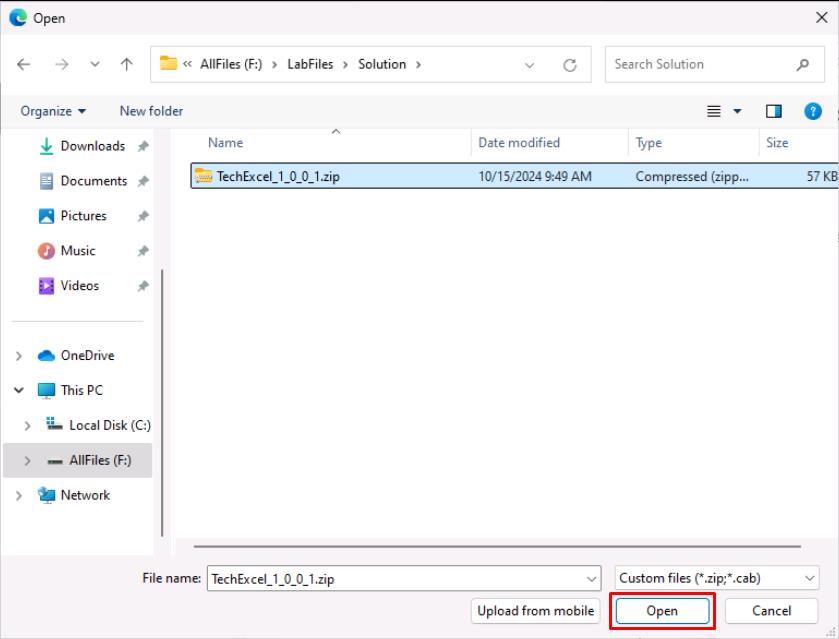 Open
« AllFiles (F:) > LabFiles > Solution >
Search Solution
Organize
New folder
Name
Date modified
Type
Size
Downloads
Documents
Pictures
Music
Videos
OneDrive
This PC
Local Disk (C:)
AllFiles (F:)
Network
TechExcel_1_0_0_1.zip
10/15/2024 9:49 AM
Compressed (zipp...
57 KB
File name:
TechExcel_1_0_0_1.zip
Custom files (*.zip;*.cab)
Upload from mobile
Open
Cancel